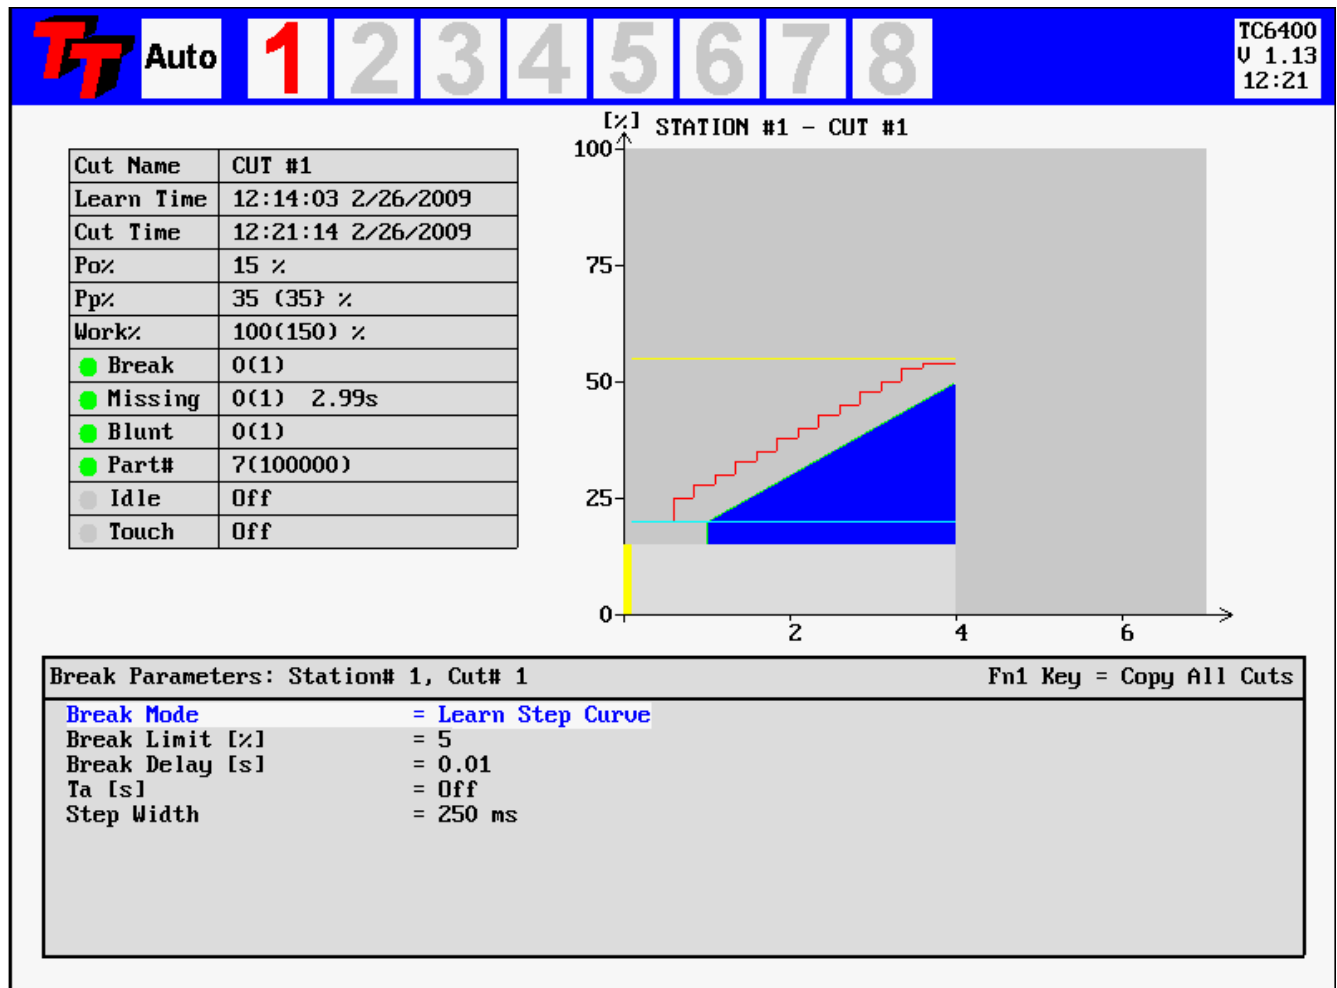 TT Auto 1 2 3 4 5 6 7 8
TC6400
V 1.13
12:21
[%] STATION #1 - CUT #1
Cut Name CUT #1
Learn Time 12:14:03 2/26/2009
Cut Time 12:21:14 2/26/2009
Po% 15 %
Pp% 35 (35} %
Work% 100(150) %
Break 0(1)
Missing 0(1) 2.99s
Blunt 0(1)
Part# 7(100000)
Idle Off
Touch Off
100
75
50
25
0
2 4 6
Break Parameters: Station# 1, Cut# 1 Fn1 Key = Copy All Cuts
Break Mode = Learn Step Curve
Break Limit [%] = 5
Break Delay [s] = 0.01
Ta [s] = Off
Step Width = 250 ms